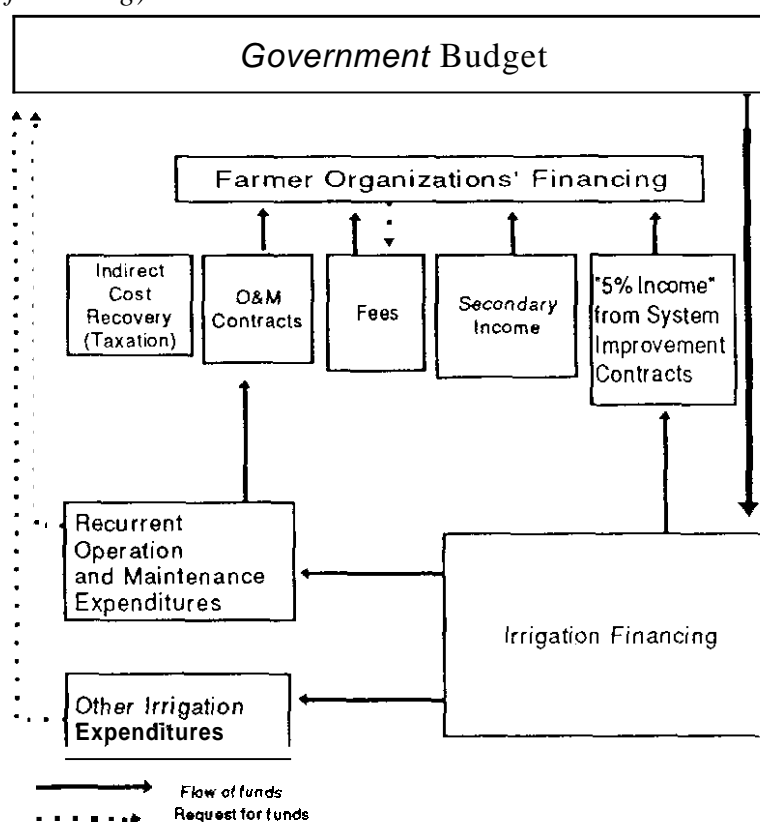 Government Budget
Farmer Organizations' Financing
Indirect
Cost
Recovery
(Taxation)
O&M
Contracts
Fees
Secondary
Income
"5% Income"
from System
Improvement
Contracts
Recurrent
Operation
and Maintenance
Expenditures
Irrigation Financing
Other Irrigation
Expenditures
Flow of funds
Request for funds